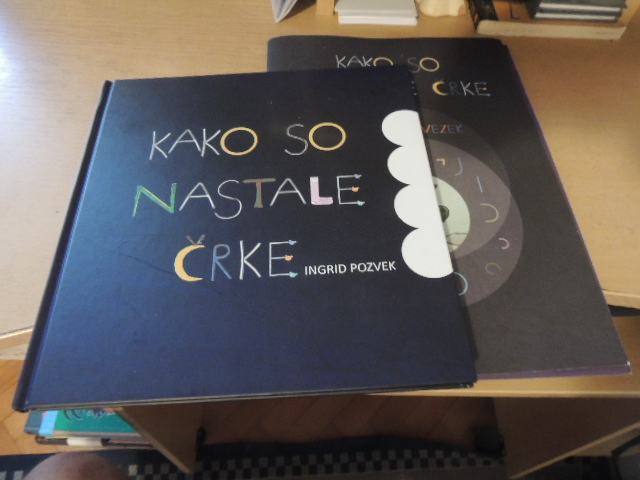 KAKO SO
NASTALE
ČRKE
INGRID POZVEK
KAKO SO
ČRKE